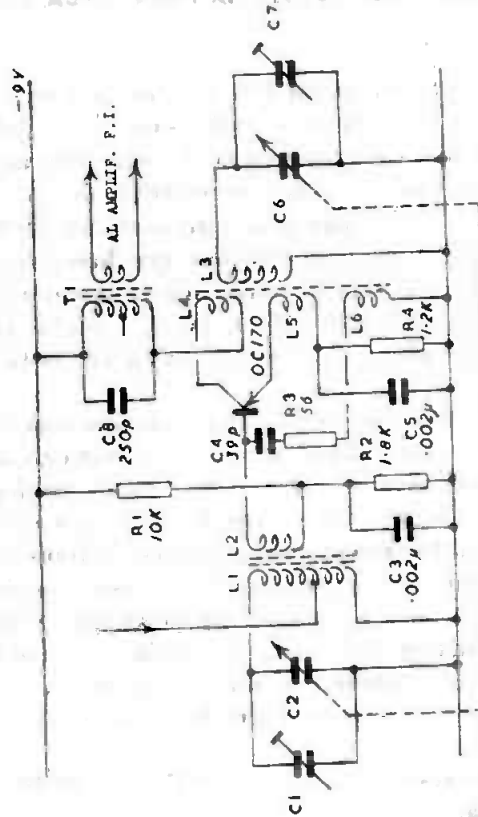 -9V
T1
AL AMPLIF. F.I.
C8
250p
R1
10K
L4
L3
C7
C6
OC170
L1
L2
C4
39p
R3
56
L5
L6
C1
C2
C3
.002µ
R2
1.8K
C5
.002µ
R4
1.2K